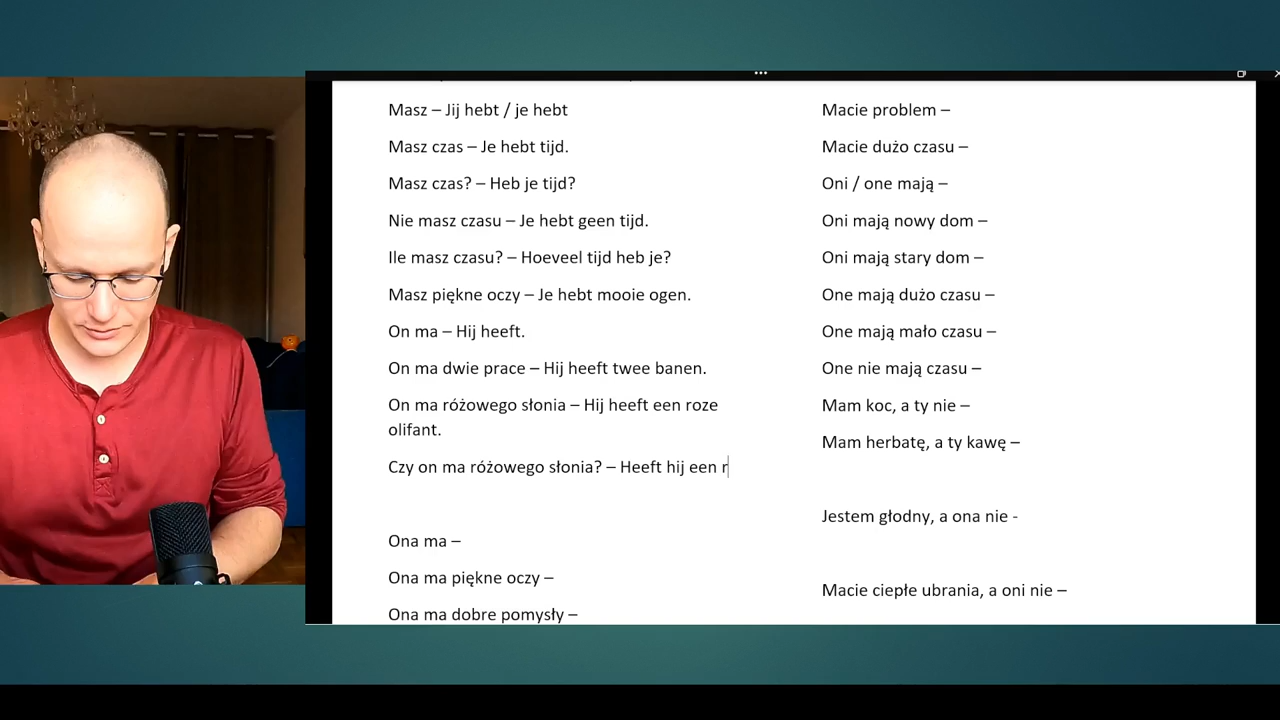 Masz – Jij hebt / je hebt
Masz czas – Je hebt tijd.
Masz czas? – Heb je tijd?
Nie masz czasu – Je hebt geen tijd.
Ile masz czasu? – Hoeveel tijd heb je?
Masz piękne oczy – Je hebt mooie ogen.
On ma – Hij heeft.
On ma dwie prace – Hij heeft twee banen.
On ma różowego słonia – Hij heeft een roze
olifant.
Czy on ma różowego słonia? – Heeft hij een r
Ona ma –
Ona ma piękne oczy –
Ona ma dobre pomysły –
Macie problem –
Macie dużo czasu –
Oni / one mają –
Oni mają nowy dom –
Oni mają stary dom –
One mają dużo czasu –
One mają mało czasu –
One nie mają czasu –
Mam koc, a ty nie –
Mam herbatę, a ty kawę –
Jestem głodny, a ona nie -
Macie ciepłe ubrania, a oni nie –